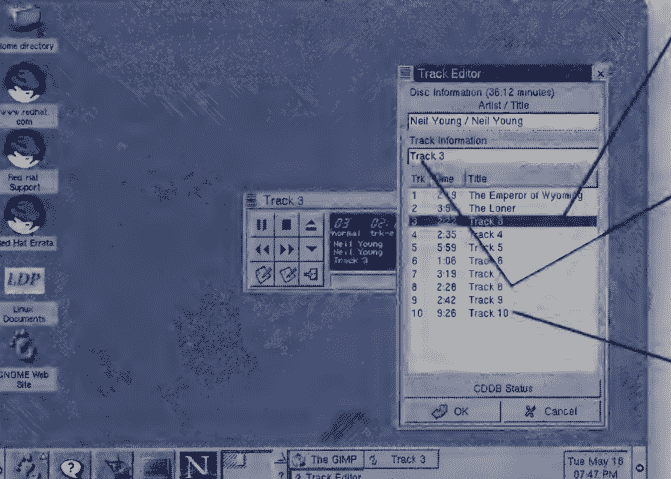 Home directory
www.redhat.
com
Red Hat
Support
Red Hat Errata
LDP
Linux
Documents
GNOME Web
Site
Track 3
03
normal
Neil Young
Neil Young
Track 3
Track Editor
Disc Information (36:12 minutes)
Artist / Title
Neil Young / Neil Young
Track Information
Track 3
Trk Time Title
1 The Emperor of Wyoming
2 The Loner
3 Track 3
4 2:35 Track 4
5 5:59 Track 5
6 1:06 Track 6
7 3:19 Track
8 2:28 Track 8
9 2:42 Track 9
10 9:26 Track 10
CDDB Status
OK Cancel
N
The GIMP
Track 3
Track Editor
Tue May 16
07:47 PM